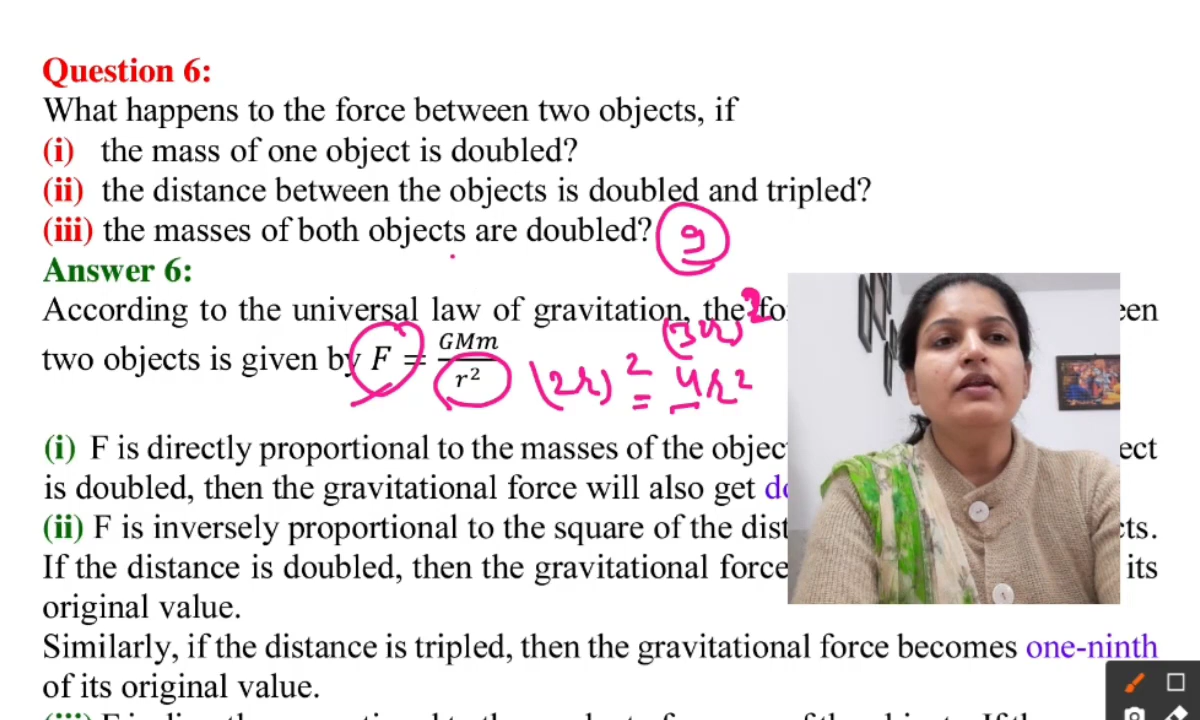 Question 6:
What happens to the force between two objects, if
(i) the mass of one object is doubled?
(ii) the distance between the objects is doubled and tripled?
(iii) the masses of both objects are doubled? 9
Answer 6:
According to the universal law of gravitation, the een
(3r)²
two objects is given by F = GMm / r² (2r)² = 4r²
(i) F is directly proportional to the masses of the objec ect
is doubled, then the gravitational force will also get
(ii) F is inversely proportional to the square of the dist cts.
If the distance is doubled, then the gravitational force its
original value.
Similarly, if the distance is tripled, then the gravitational force becomes one-ninth
of its original value.